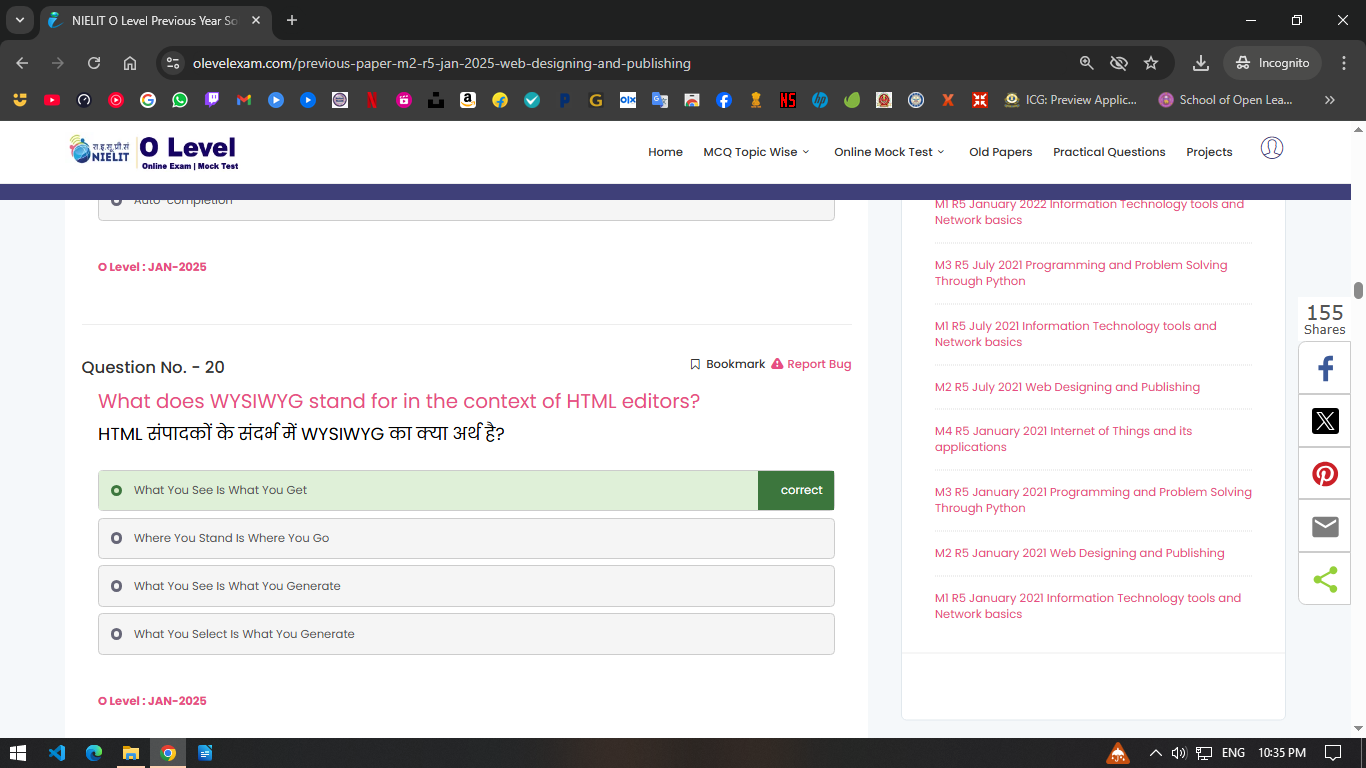 NIELIT O Level Previous Year So
olevelexam.com/previous-paper-m2-r5-jan-2025-web-designing-and-publishing
Incognito
ICG: Preview Applic...
School of Open Lea...
रा.इ.सू.प्रौ.सं
NIELIT
O Level
Online Exam | Mock Test
Home
MCQ Topic Wise
Online Mock Test
Old Papers
Practical Questions
Projects
Auto-completion
O Level : JAN-2025
Question No. - 20
Bookmark
Report Bug
What does WYSIWYG stand for in the context of HTML editors?
HTML संपादकों के संदर्भ में WYSIWYG का क्या अर्थ है?
What You See Is What You Get
correct
Where You Stand Is Where You Go
What You See Is What You Generate
What You Select Is What You Generate
O Level : JAN-2025
M1 R5 January 2022 Information Technology tools and
Network basics
M3 R5 July 2021 Programming and Problem Solving
Through Python
M1 R5 July 2021 Information Technology tools and
Network basics
M2 R5 July 2021 Web Designing and Publishing
M4 R5 January 2021 Internet of Things and its
applications
M3 R5 January 2021 Programming and Problem Solving
Through Python
M2 R5 January 2021 Web Designing and Publishing
M1 R5 January 2021 Information Technology tools and
Network basics
155
Shares
ENG
10:35 PM